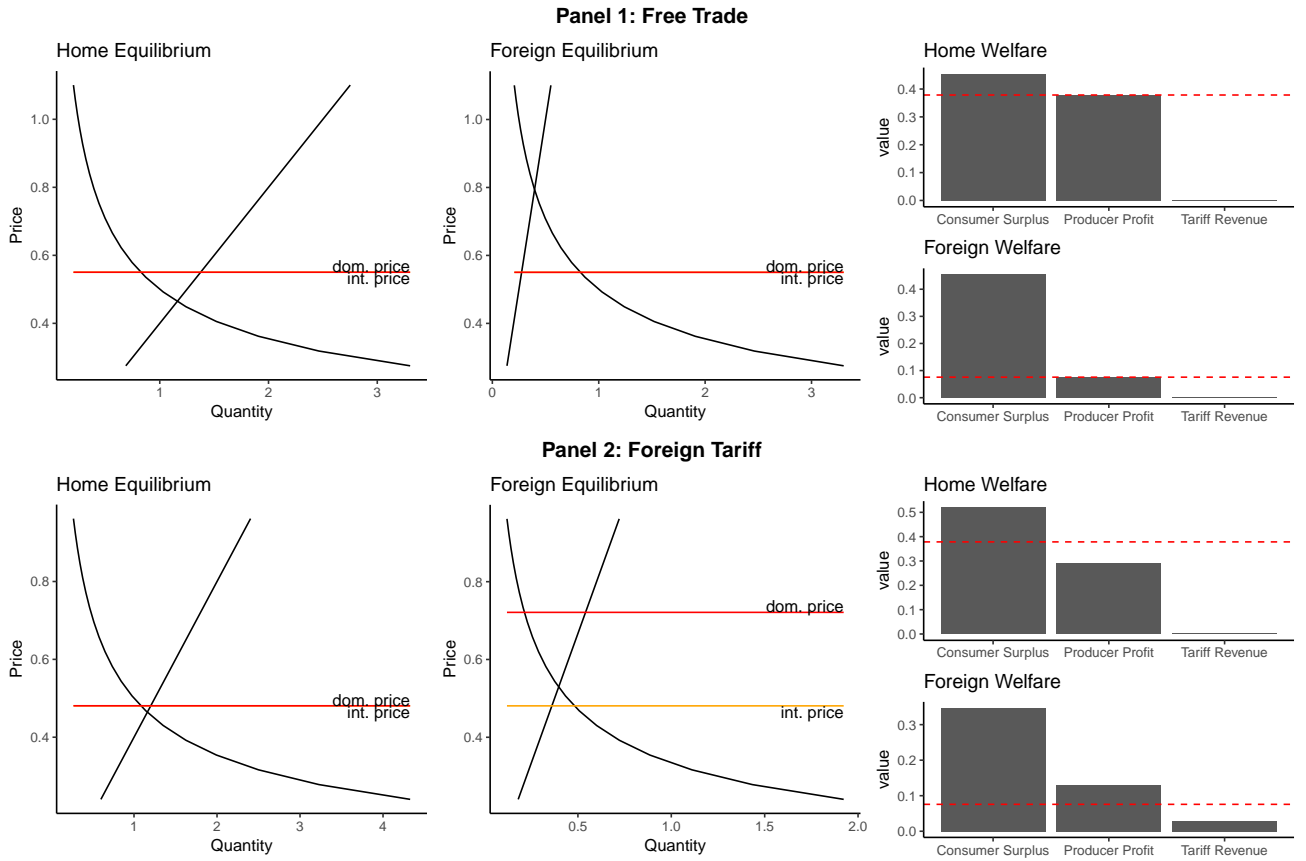 Panel 1: Free Trade
Home Equilibrium
Price
1.0
0.8
0.6
0.4
dom. price
int. price
1
2
3
Quantity
Foreign Equilibrium
Price
1.0
0.8
0.6
0.4
dom. price
int. price
0
1
2
3
Quantity
Home Welfare
value
0.4
0.3
0.2
0.1
0.0
Consumer Surplus
Producer Profit
Tariff Revenue
Foreign Welfare
value
0.4
0.3
0.2
0.1
0.0
Consumer Surplus
Producer Profit
Tariff Revenue
Panel 2: Foreign Tariff
Home Equilibrium
Price
0.8
0.6
0.4
dom. price
int. price
1
2
3
4
Quantity
Foreign Equilibrium
Price
0.8
0.6
0.4
dom. price
int. price
0.5
1.0
1.5
2.0
Quantity
Home Welfare
value
0.5
0.4
0.3
0.2
0.1
0.0
Consumer Surplus
Producer Profit
Tariff Revenue
Foreign Welfare
value
0.3
0.2
0.1
0.0
Consumer Surplus
Producer Profit
Tariff Revenue